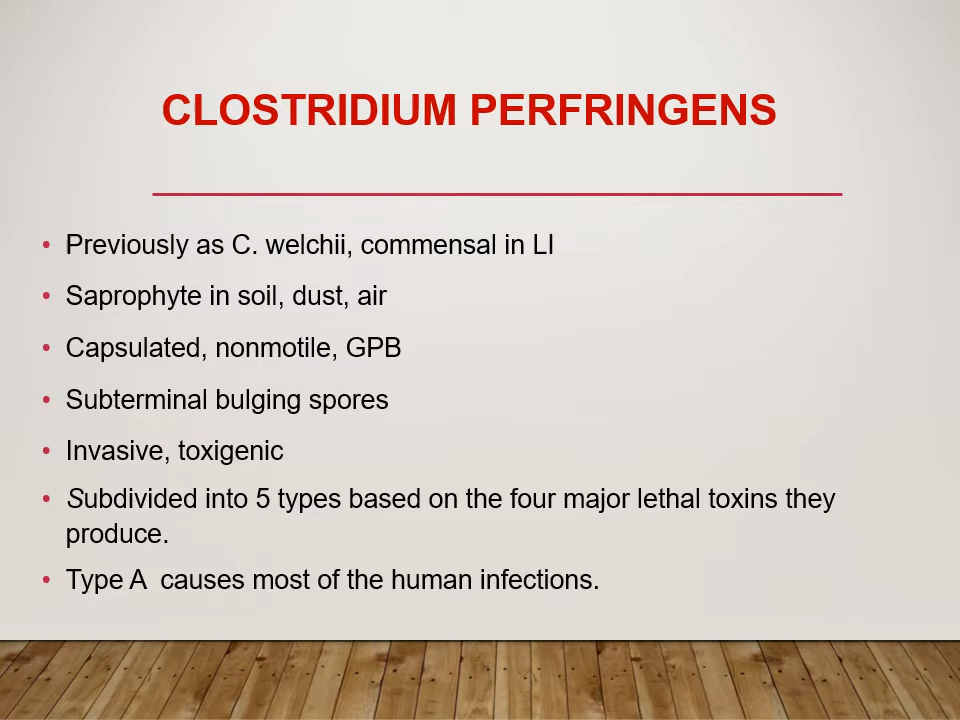 CLOSTRIDIUM PERFRINGENS
• Previously as C. welchii, commensal in LI
• Saprophyte in soil, dust, air
• Capsulated, nonmotile, GPB
• Subterminal bulging spores
• Invasive, toxigenic
• Subdivided into 5 types based on the four major lethal toxins they
produce.
• Type A  causes most of the human infections.